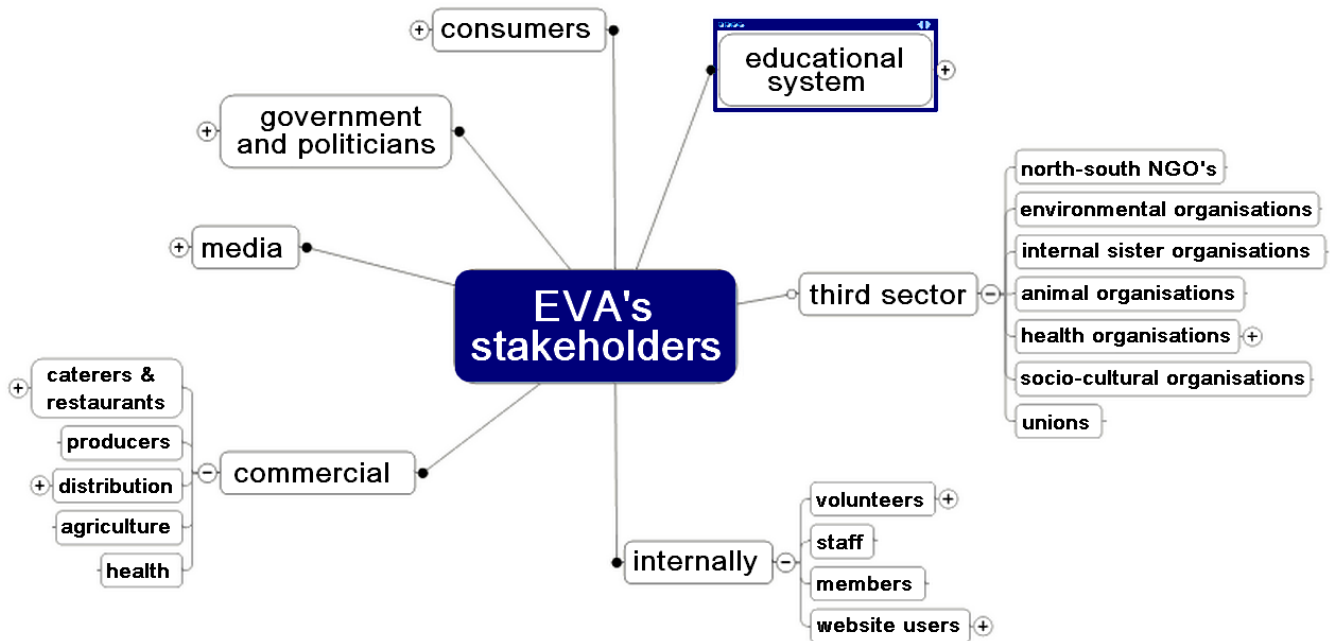 consumers
educational
system
government
and politicians
media
EVA's
stakeholders
third sector
north-south NGO's
environmental organisations
internal sister organisations
animal organisations
health organisations
socio-cultural organisations
unions
caterers &
restaurants
producers
distribution
agriculture
health
commercial
internally
volunteers
staff
members
website users